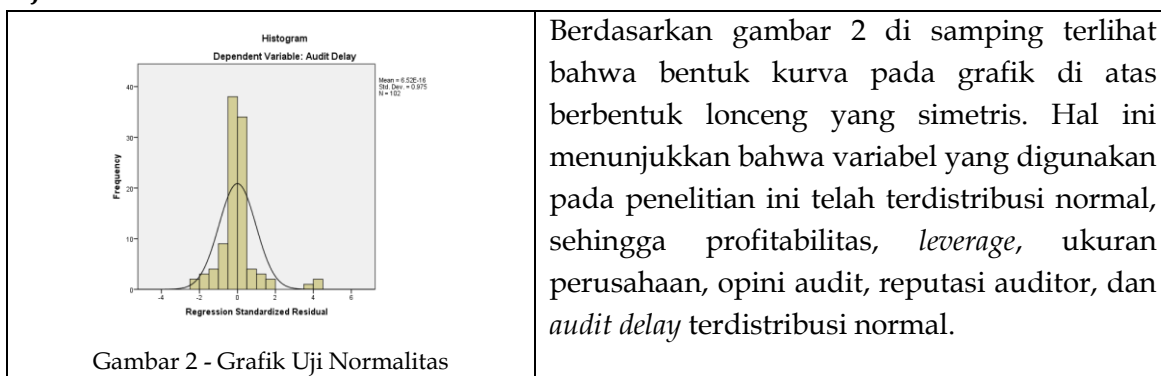 Histogram
Dependent Variable: Audit Delay
Mean = 6.52E-16
Std. Dev. = 0.975
N = 102
40
30
20
10
0
Frequency
-4 -2 0 2 4 6
Regression Standardized Residual
Gambar 2 - Grafik Uji Normalitas
Berdasarkan gambar 2 di samping terlihat
bahwa bentuk kurva pada grafik di atas
berbentuk lonceng yang simetris. Hal ini
menunjukkan bahwa variabel yang digunakan
pada penelitian ini telah terdistribusi normal,
sehingga profitabilitas, leverage, ukuran
perusahaan, opini audit, reputasi auditor, dan
audit delay terdistribusi normal.